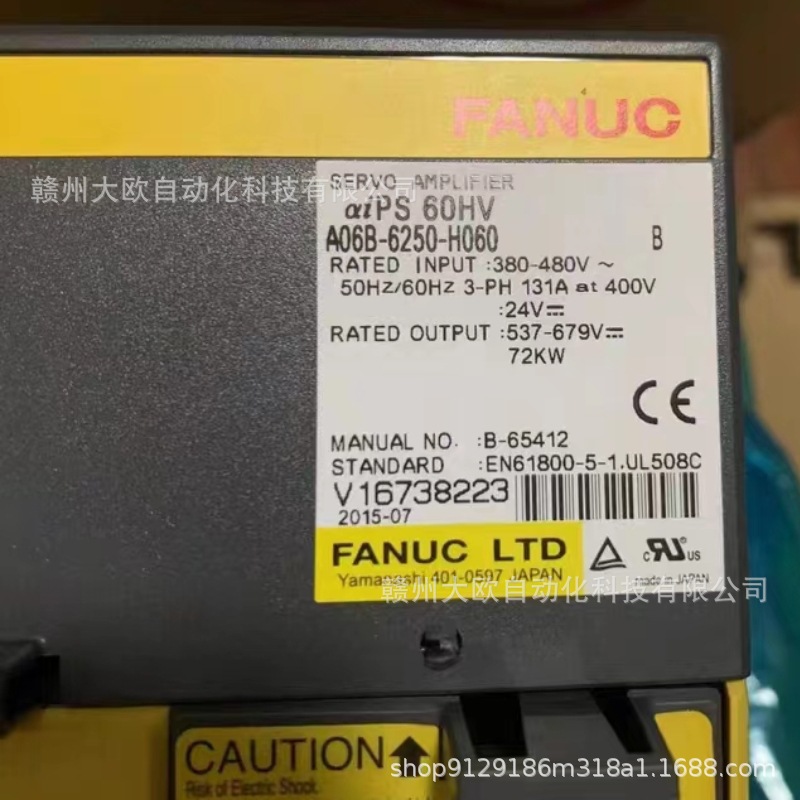 FANUC
SERVO AMPLIFIER
赣州大欧自动化科技有限公司
αiPS 60HV
A06B-6250-H060 B
RATED INPUT :380-480V ~
50HZ/60HZ 3-PH 131A at 400V
:24V⎓
RATED OUTPUT :537-679V⎓
72KW
CE
MANUAL NO. :B-65412
STANDARD :EN61800-5-1.UL508C
V16738223
2015-07
FANUC LTD
Yamanashi 401-0597 JAPAN
c RU US
made in JAPAN
赣州大欧自动化科技有限公司
CAUTION
Risk of Electric Shock
shop9129186m318a1.1688.com